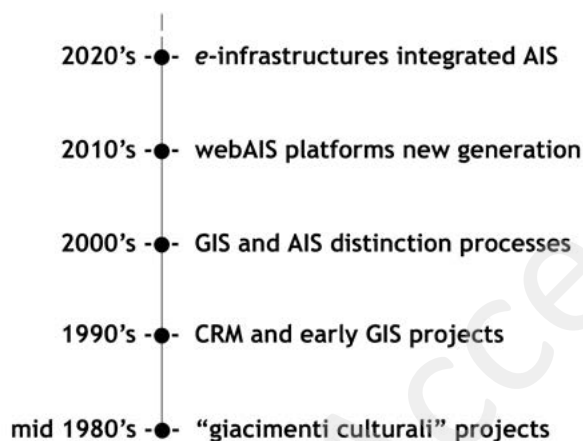 2020's e-infrastructures integrated AIS
2010's webAIS platforms new generation
2000's GIS and AIS distinction processes
1990's CRM and early GIS projects
mid 1980's “giacimenti culturali” projects